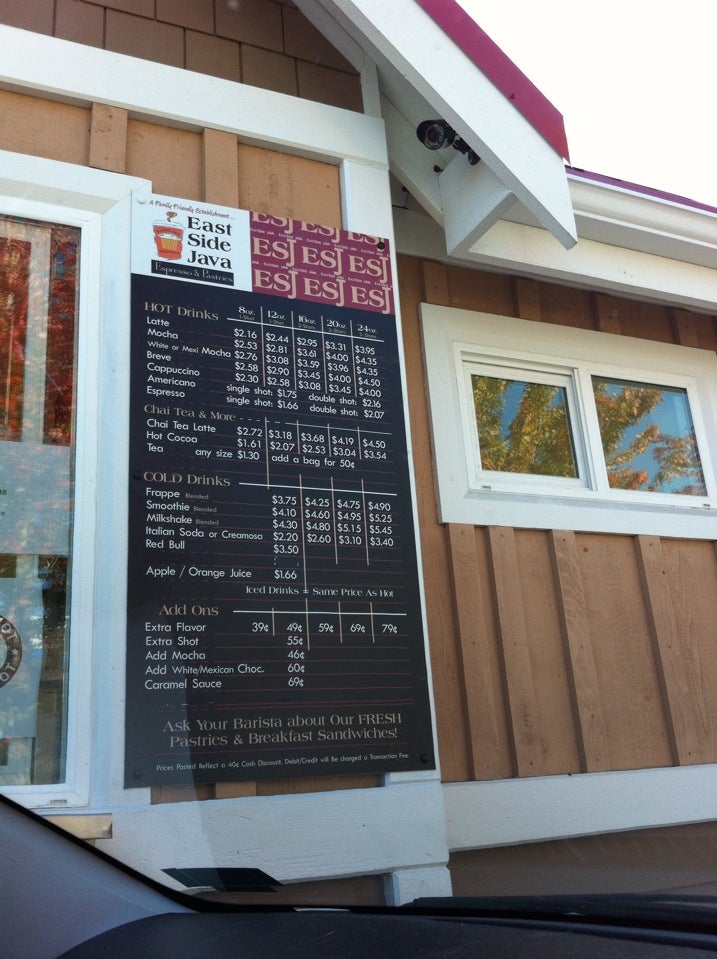 A Family Friendly Establishment...
East
Side
Java
Espresso & Pastries
ESJ ESJ ESJ
ESJ ESJ ESJ
ESJ ESJ ESJ
HOT Drinks 8oz. 12oz. 16oz. 20oz. 24oz.
Latte $2.16 $2.44 $2.95 $3.31 $3.95
Mocha $2.53 $2.81 $3.61 $4.00 $4.35
White or Mexi Mocha $2.76 $3.08 $3.59 $3.96 $4.35
Breve $2.58 $2.90 $3.45 $4.00 $4.50
Cappuccino $2.30 $2.58 $3.08 $3.45 $4.00
Americano single shot: $1.75 double shot: $2.16
Espresso single shot: $1.66 double shot: $2.07
Chai Tea & More
Chai Tea Latte $2.72 $3.18 $3.68 $4.19 $4.50
Hot Cocoa $1.61 $2.07 $2.53 $3.04 $3.54
Tea any size $1.30 add a bag for 50¢
COLD Drinks
Frappe Blended $3.75 $4.25 $4.75 $4.90
Smoothie Blended $4.10 $4.60 $4.95 $5.25
Milkshake Blended $4.30 $4.80 $5.15 $5.45
Italian Soda or Creamosa $2.20 $2.60 $3.10 $3.40
Red Bull $3.50
Apple / Orange Juice $1.66
Iced Drinks = Same Price As Hot
Add Ons
Extra Flavor 39¢ 49¢ 59¢ 69¢ 79¢
Extra Shot 55¢
Add Mocha 46¢
Add White/Mexican Choc. 60¢
Caramel Sauce 69¢
Ask Your Barista about Our FRESH
Pastries & Breakfast Sandwiches!
Prices Posted Reflect a 40¢ Cash Discount. Debit/Credit will Be charged a Transaction Fee.